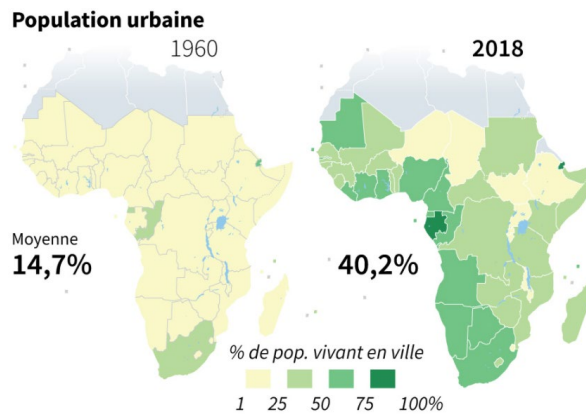 Population urbaine
1960
2018
Moyenne
14,7%
40,2%
% de pop. vivant en ville
1 25 50 75 100%